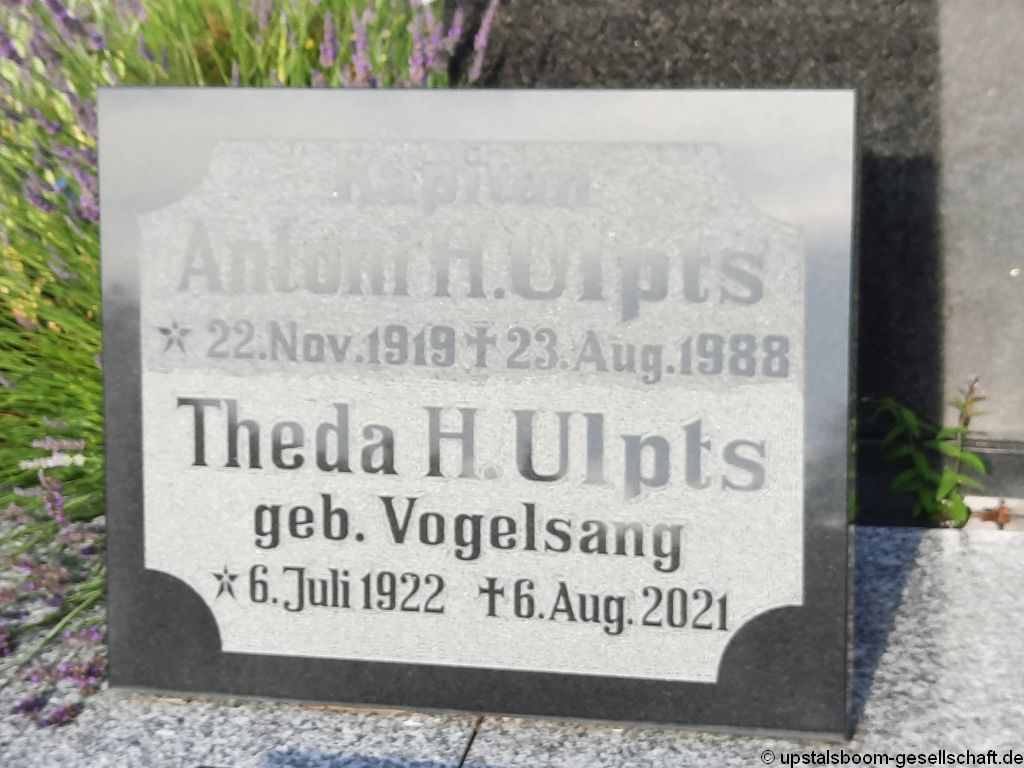 Kapitän
Antoni H. Ulpts
* 22. Nov. 1919 † 23. Aug. 1988
Theda H. Ulpts
geb. Vogelsang
* 6. Juli 1922 † 6. Aug. 2021
© upstalsboom-gesellschaft.de